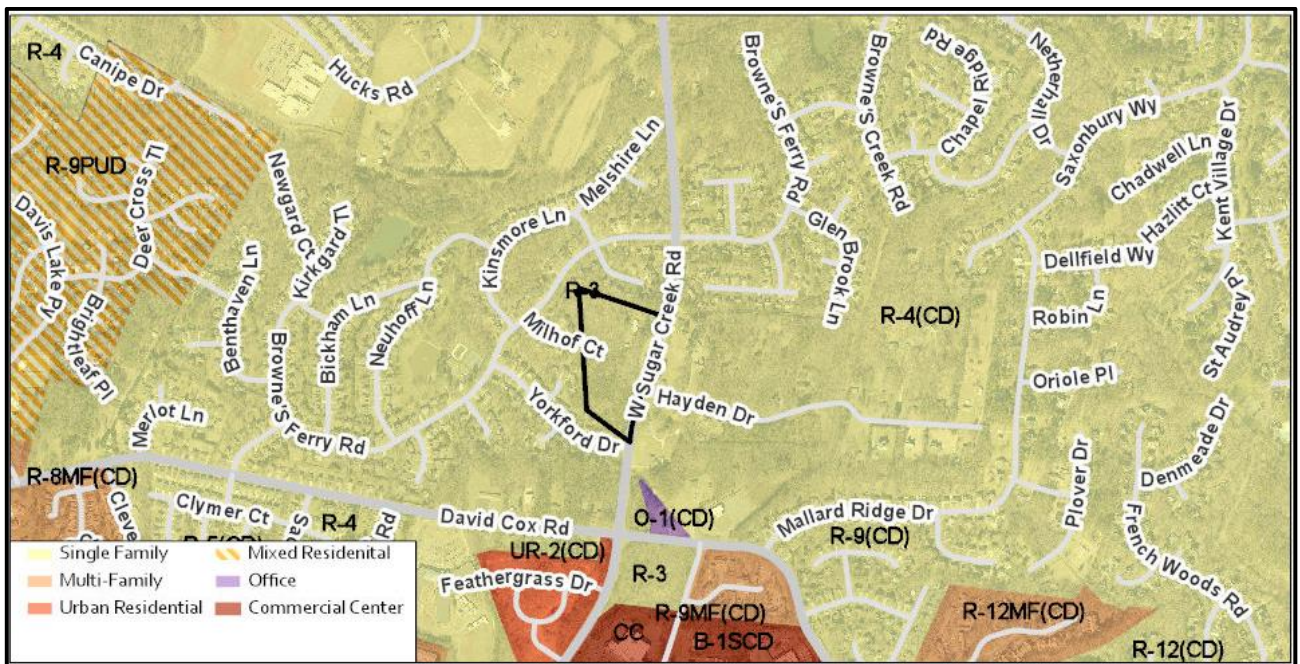 R-4
Canipe Dr
Hucks Rd
Browne'S Ferry Rd
Browne'S Creek Rd
Chapel Ridge Rd
Netherhall Dr
Saxonbury Wy
Chadwell Ln
Kent Village Dr
Hazlitt Ct
R-9PUD
Deer Cross Tl
Newgard Ct
Kirkgard Tl
Melshire Ln
Kinsmore Ln
Davis Lake Py
Brightleaf Pl
Benthaven Ln
Bickham Ln
Neuhoff Ln
Browne'S Ferry Rd
R-3
Milhof Ct
W Sugar Creek Rd
Glen Brook Ln
R-4(CD)
Dellfield Wy
Robin Ln
Oriole Pl
St Audrey Pl
Hayden Dr
Yorkford Dr
Merlot Ln
Denmeade Dr
Plover Dr
R-8MF(CD)
Clymer Ct
R-4
Rd
David Cox Rd
O-1(CD)
Mallard Ridge Dr
R-9(CD)
French Woods Rd
UR-2(CD)
Feathergrass Dr
R-3
R-9MF(CD)
CC
B-1SCD
R-12MF(CD)
R-12(CD)
Single Family
Mixed Residenital
Multi-Family
Office
Urban Residential
Commercial Center